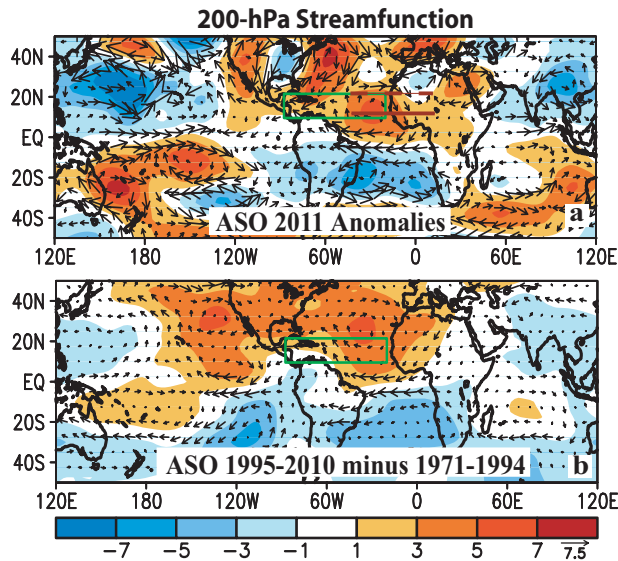 200-hPa Streamfunction
40N
20N
EQ
20S
40S
ASO 2011 Anomalies
a
120E 180 120W 60W 0 60E 120E
40N
20N
EQ
20S
40S
ASO 1995-2010 minus 1971-1994
b
120E 180 120W 60W 0 60E 120E
-7 -5 -3 -1 1 3 5 7 7.5